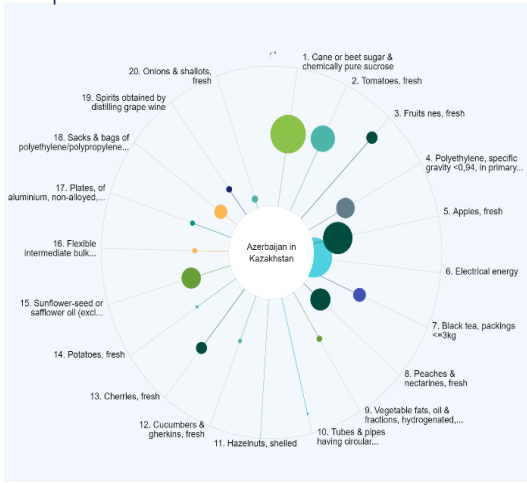 1. Cane or beet sugar &
chemically pure sucrose
2. Tomatoes, fresh
3. Fruits nes, fresh
4. Polyethylene, specific
gravity <0,94, in primary...
5. Apples, fresh
6. Electrical energy
7. Black tea, packings
<=3kg
8. Peaches &
nectarines, fresh
9. Vegetable fats, oil &
fractions, hydrogenated,...
10. Tubes & pipes
having circular...
11. Hazelnuts, shelled
12. Cucumbers &
gherkins, fresh
13. Cherries, fresh
14. Potatoes, fresh
15. Sunflower-seed or
safflower oil (excl...
16. Flexible
intermediate bulk...
17. Plates, of
aluminium, non-alloyed,...
18. Sacks & bags of
polyethylene/polypropylene...
19. Spirits obtained by
distilling grape wine
20. Onions & shallots,
fresh
Azerbaijan in
Kazakhstan